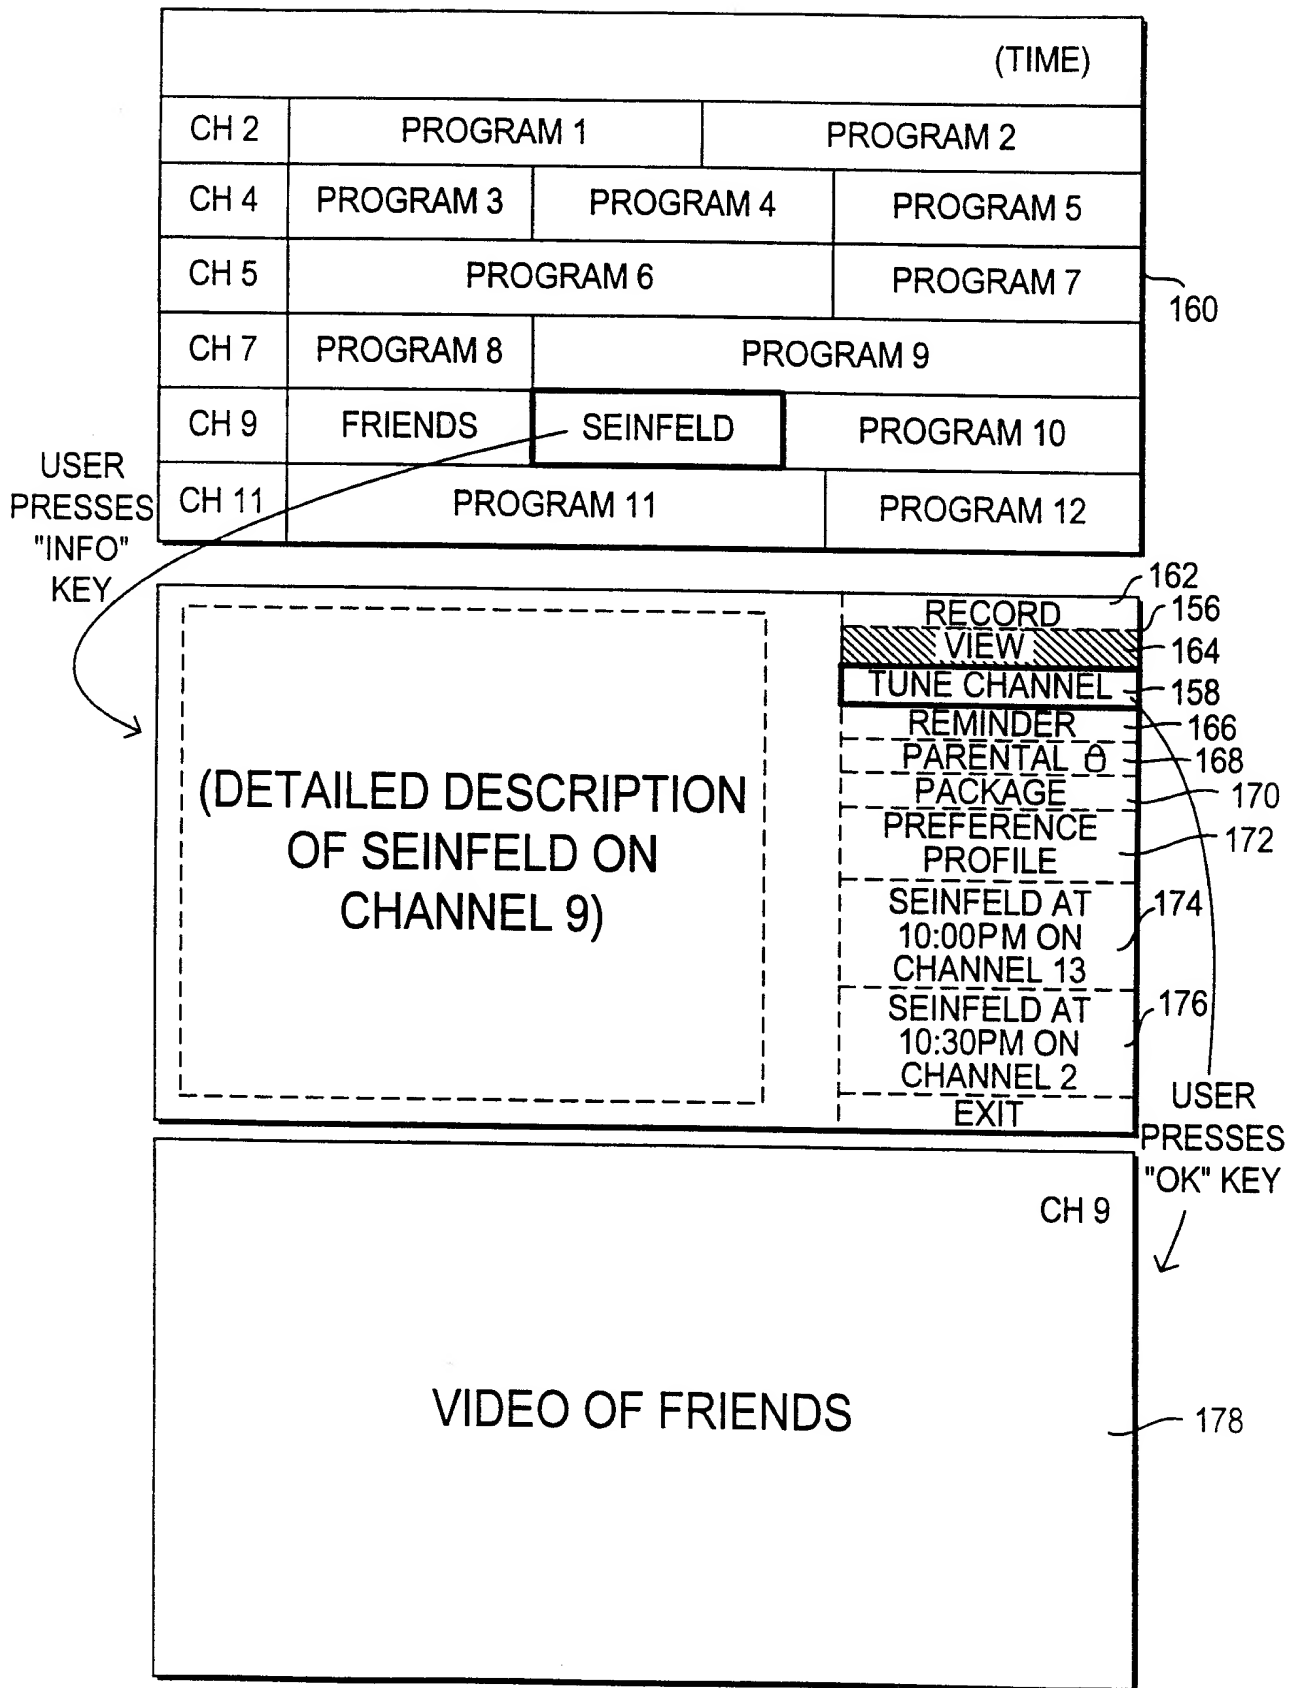 (TIME)
CH 2 PROGRAM 1 PROGRAM 2
CH 4 PROGRAM 3 PROGRAM 4 PROGRAM 5
CH 5 PROGRAM 6 PROGRAM 7
160
CH 7 PROGRAM 8 PROGRAM 9
CH 9 FRIENDS SEINFELD PROGRAM 10
CH 11 PROGRAM 11 PROGRAM 12
USER
PRESSES
"INFO"
KEY
(DETAILED DESCRIPTION
OF SEINFELD ON
CHANNEL 9)
RECORD 162
156
VIEW 164
TUNE CHANNEL 158
REMINDER 166
PARENTAL 168
PACKAGE 170
PREFERENCE
PROFILE 172
SEINFELD AT
10:00PM ON
CHANNEL 13
174
SEINFELD AT
10:30PM ON
CHANNEL 2
176
EXIT
USER
PRESSES
"OK" KEY
CH 9
VIDEO OF FRIENDS
178